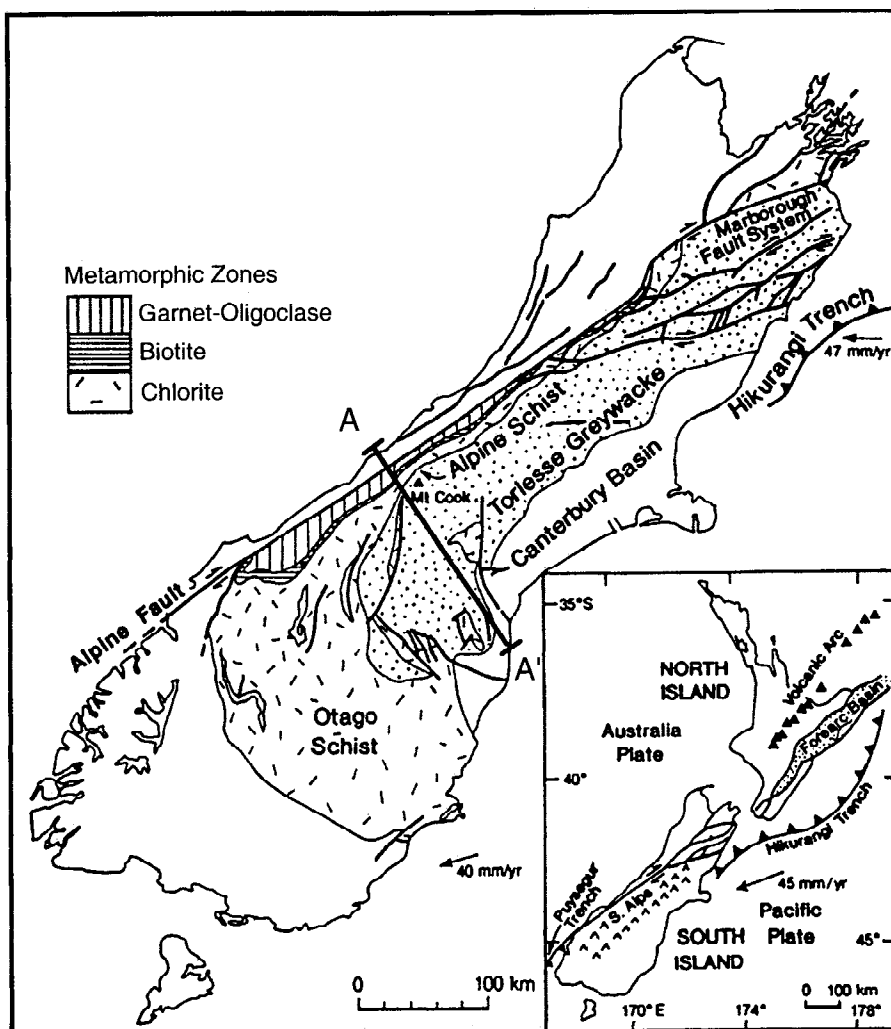 Metamorphic Zones
Garnet-Oligoclase
Biotite
Chlorite
Marborough
Fault System
Hikurangi Trench
47 mm/yr
A
Alpine Schist
Torlesse Greywacke
Mt Cook
Canterbury Basin
Alpine Fault
A'
Otago
Schist
40 mm/yr
0 100 km
35°S
NORTH
ISLAND
Volcanic Arc
Forearc Basin
Australia
Plate
40°
Hikurangi Trench
Puysegur
Trench
S. Alps
45 mm/yr
Pacific
Plate
SOUTH
ISLAND
45°
0 100 km
170°E
174°
178°